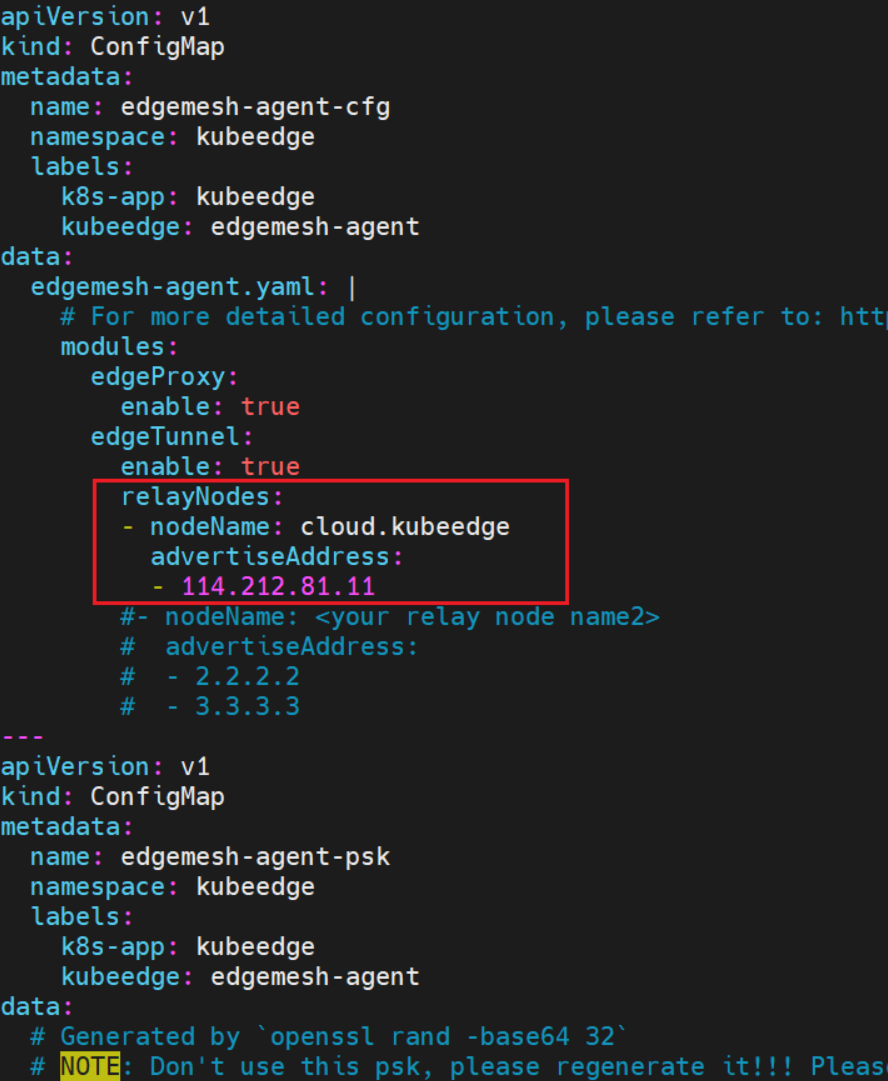 apiVersion: v1
kind: ConfigMap
metadata:
  name: edgemesh-agent-cfg
  namespace: kubeedge
  labels:
    k8s-app: kubeedge
    kubeedge: edgemesh-agent
data:
  edgemesh-agent.yaml: |
    # For more detailed configuration, please refer to: htt
    modules:
      edgeProxy:
        enable: true
      edgeTunnel:
        enable: true
        relayNodes:
        - nodeName: cloud.kubeedge
          advertiseAddress:
          - 114.212.81.11
        #- nodeName: <your relay node name2>
        #  advertiseAddress:
        #  - 2.2.2.2
        #  - 3.3.3.3
---
apiVersion: v1
kind: ConfigMap
metadata:
  name: edgemesh-agent-psk
  namespace: kubeedge
  labels:
    k8s-app: kubeedge
    kubeedge: edgemesh-agent
data:
  # Generated by `openssl rand -base64 32`
  # NOTE: Don't use this psk, please regenerate it!!! Pleas